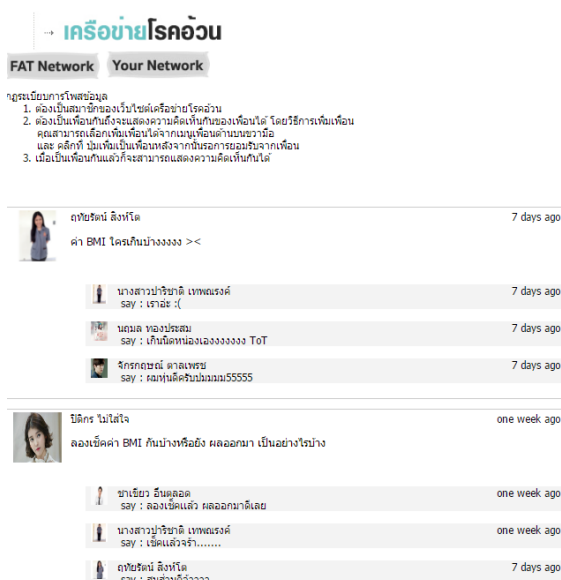 เครือข่ายโรคอ้วน
FAT Network Your Network
กฎระเบียบการโพสข้อมูล
1. ต้องเป็นสมาชิกของเว็บไซต์เครือข่ายโรคอ้วน
2. ต้องเป็นเพื่อนกันถึงจะแสดงความคิดเห็นกันของเพื่อนได้ โดยวิธีการเพิ่มเพื่อน
คุณสามารถเลือกเพิ่มเพื่อนได้จากเมนูเพื่อนด้านบนขวามือ
และ คลิกที่ ปุ่มเพิ่มเป็นเพื่อนหลังจากนั้นรอการยอมรับจากเพื่อน
3. เมื่อเป็นเพื่อนกันแล้วก็จะสามารถแสดงความคิดเห็นกันได้
ฤทัยรัตน์ สิงห์โต 7 days ago
ค่า BMI ใครเกินบ้างงงงง ><
นางสาวปาริชาติ เทพณรงค์ 7 days ago
say : เราอ่ะ :(
นฤมล ทองประสม 7 days ago
say : เกินนิดหน่องเองงงงงงง ToT
จักรกฤษณ์ ตาลเพรช 7 days ago
say : ผมหุ่นดีครับปมมมม55555
ปิติกร ไม่ใส่ใจ one week ago
ลองเช็คค่า BMI กันบ้างหรือยัง ผลออกมา เป็นอย่างไรบ้าง
ชาเขียว อื่นตลอด one week ago
say : ลองเช็คแล้ว ผลออกมาดีเลย
นางสาวปาริชาติ เทพณรงค์ one week ago
say : เช็คแล้วจร้า.......
ฤทัยรัตน์ สิงห์โต 7 days ago
say :